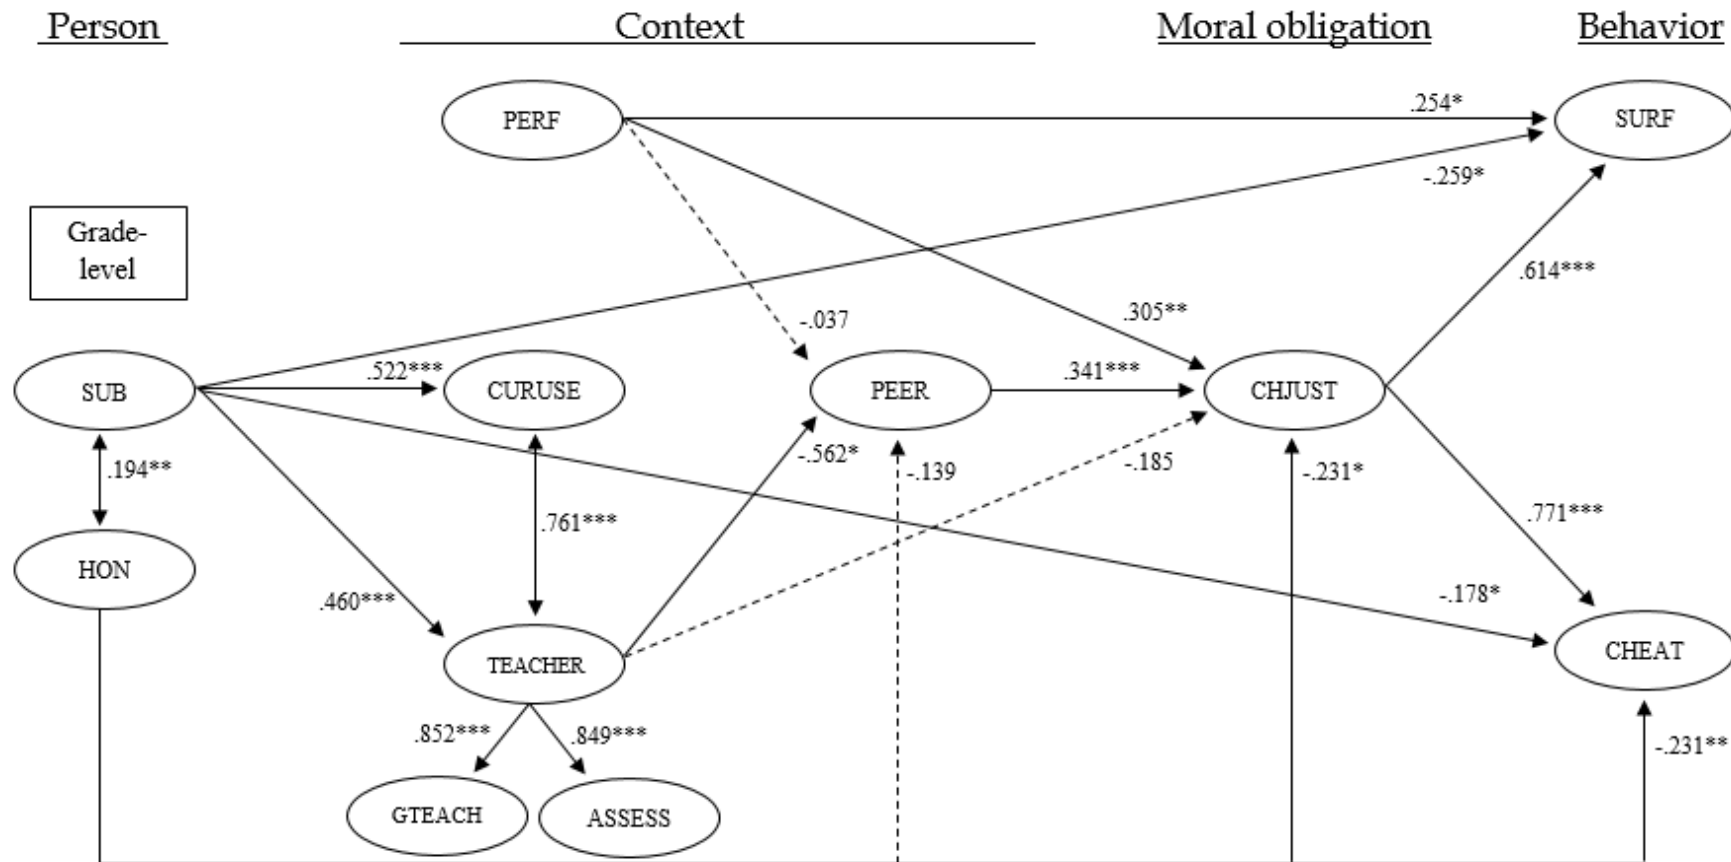 Person Context Moral obligation Behavior
PERF
.254*
SURF
-.259*
Grade-
level
.614***
-.037
.305**
SUB
.522***
CURUSE
PEER
.341***
CHJUST
.194**
-.562*
-.139
-.185
-.231*
.761***
.771***
HON
.460***
-.178*
TEACHER
CHEAT
.852***
.849***
-.231**
GTEACH
ASSESS